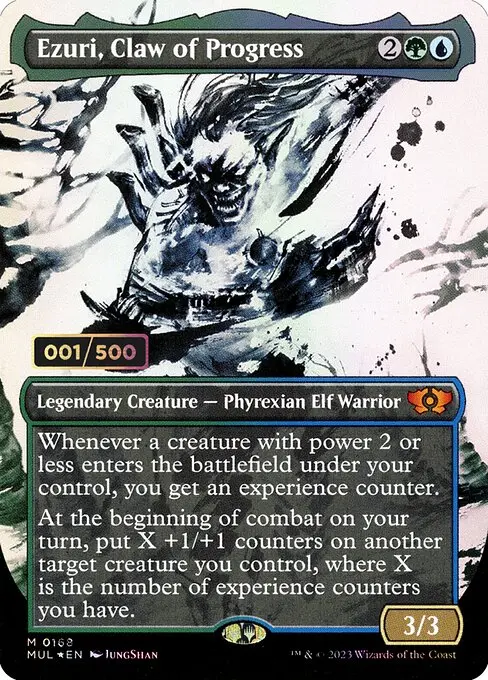 Ezuri, Claw of Progress 2
001/500
Legendary Creature — Phyrexian Elf Warrior
Whenever a creature with power 2 or
less enters the battlefield under your
control, you get an experience counter.
At the beginning of combat on your
turn, put X +1/+1 counters on another
target creature you control, where X
is the number of experience counters
you have.
3/3
M 0168
MUL ★ EN JungShan
™ & © 2023 Wizards of the Coast